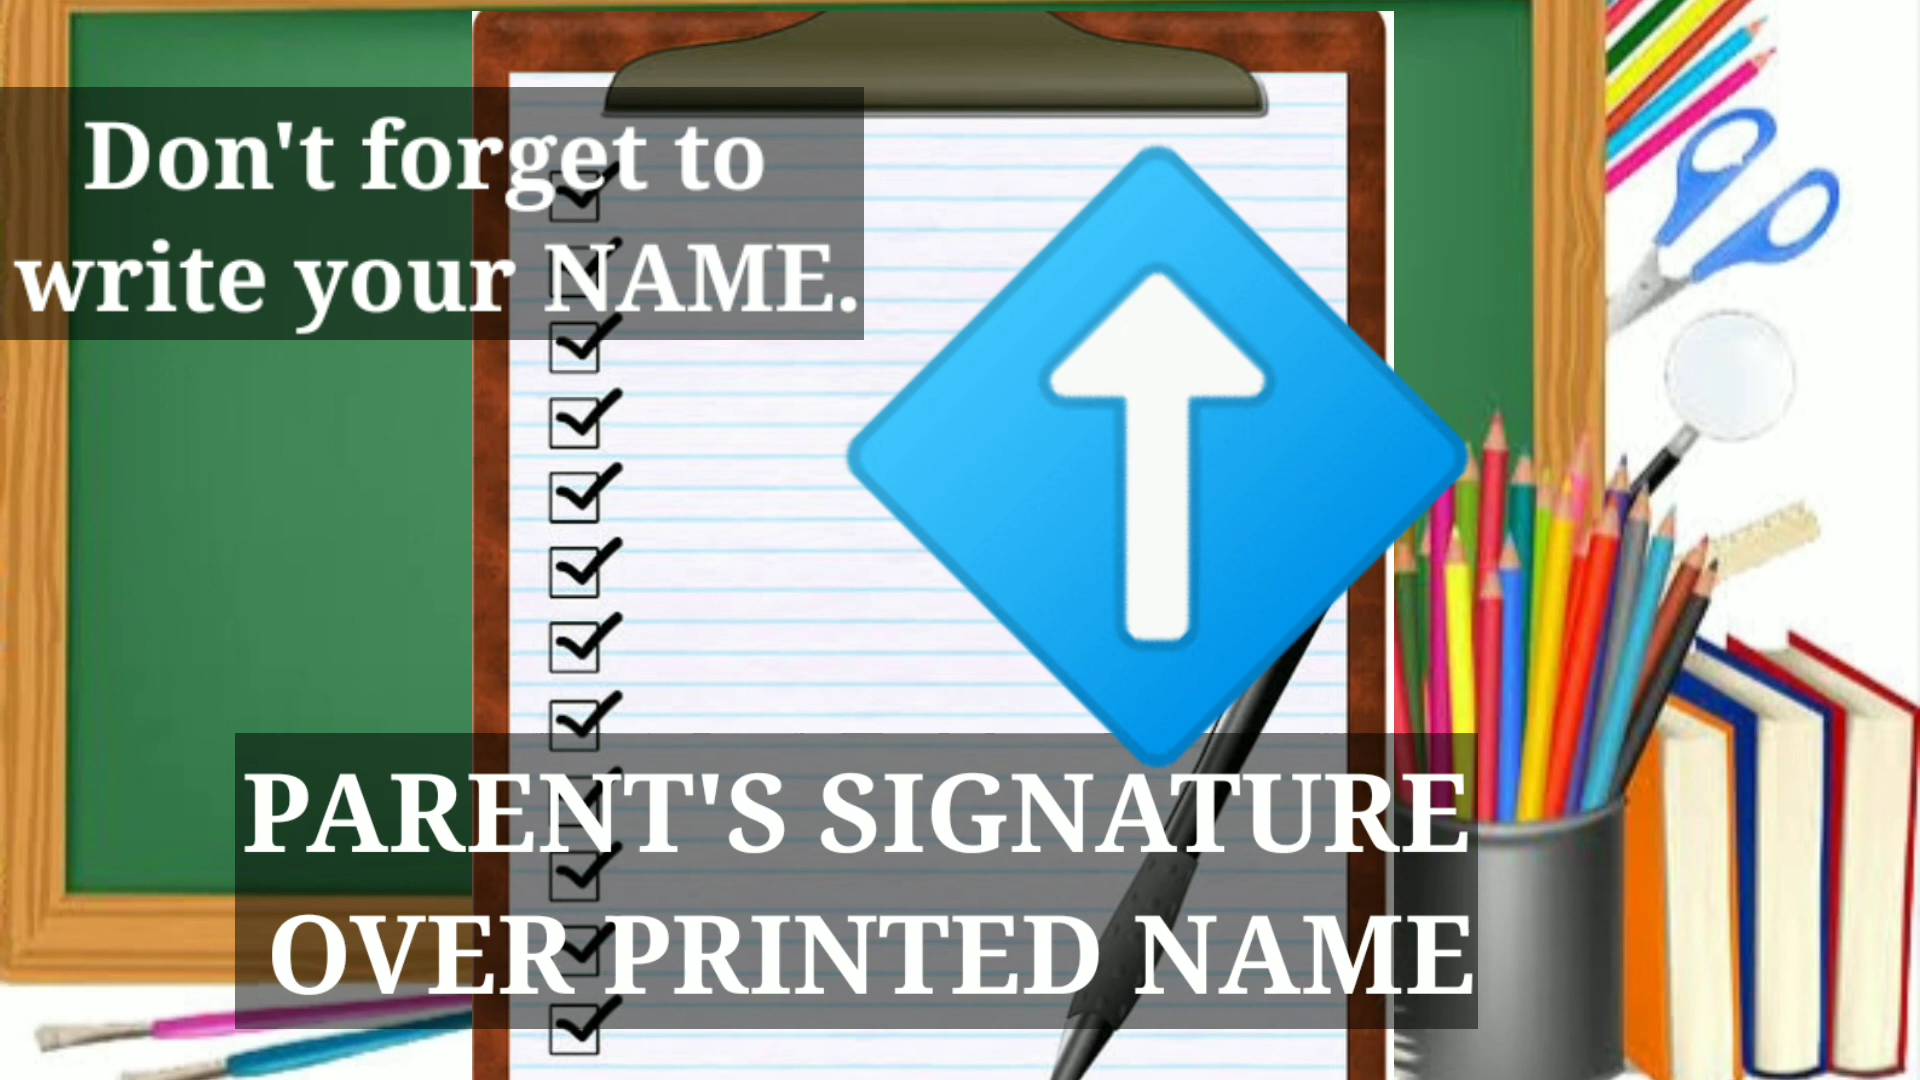 Don't forget to
write your NAME.
PARENT'S SIGNATURE
OVER PRINTED NAME